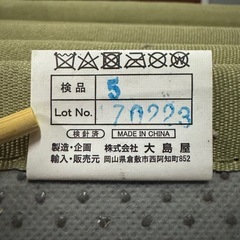 検品 5
Lot No. 70223
検針済 MADE IN CHINA
製造・企画 株式会社 大島屋
輸入・販売元 岡山県倉敷市西阿知町852